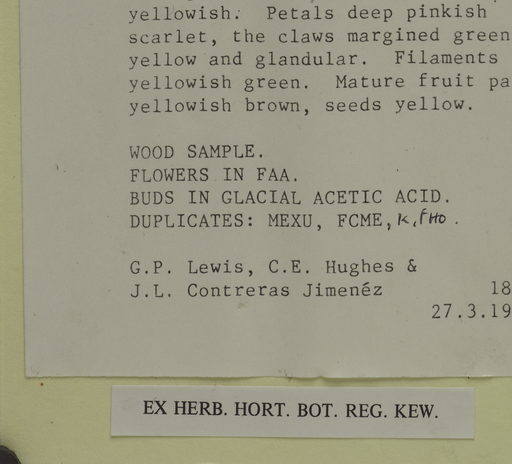 yellowish. Petals deep pinkish
scarlet, the claws margined green
yellow and glandular. Filaments
yellowish green. Mature fruit pa
yellowish brown, seeds yellow.
WOOD SAMPLE.
FLOWERS IN FAA.
BUDS IN GLACIAL ACETIC ACID.
DUPLICATES: MEXU, FCME, K, FHO.
G.P. Lewis, C.E. Hughes &
J.L. Contreras Jimenéz 18
27.3.19
EX HERB. HORT. BOT. REG. KEW.